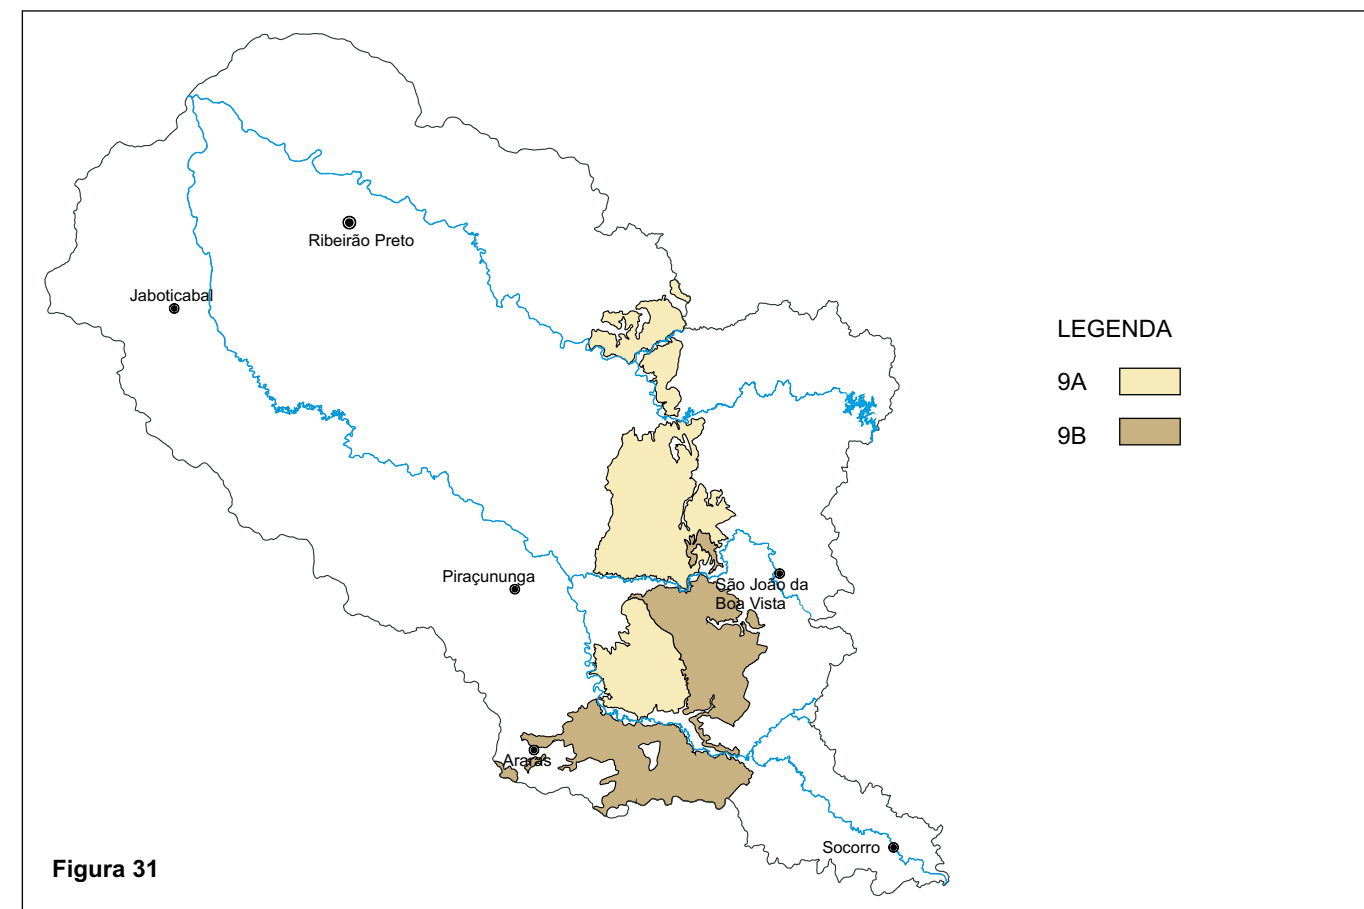 Ribeirão Preto
Jaboticabal
LEGENDA
9A
9B
Piraçununga
São João da
Boa Vista
Araras
Socorro
Figura 31